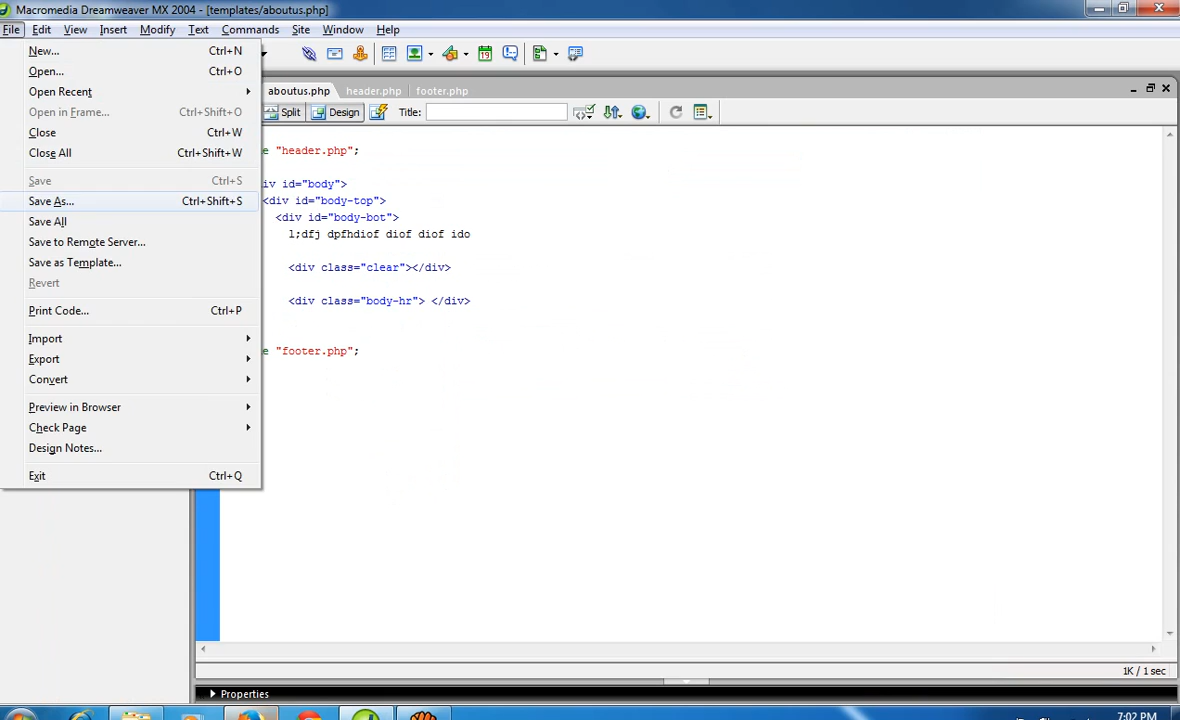 Macromedia Dreamweaver MX 2004 - [templates/aboutus.php]
File Edit View Insert Modify Text Commands Site Window Help
New... Ctrl+N
Open... Ctrl+O
Open Recent
Open in Frame... Ctrl+Shift+O
Close Ctrl+W
Close All Ctrl+Shift+W
Save Ctrl+S
Save As... Ctrl+Shift+S
Save All
Save to Remote Server...
Save as Template...
Revert
Print Code... Ctrl+P
Import
Export
Convert
Preview in Browser
Check Page
Design Notes...
Exit Ctrl+Q
aboutus.php header.php footer.php
Split Design Title:
e "header.php";
iv id="body">
<div id="body-top">
<div id="body-bot">
l;dfj dpfhdiof diof diof ido
<div class="clear"></div>
<div class="body-hr"> </div>
e "footer.php";
1K / 1 sec
Properties
7:02 PM